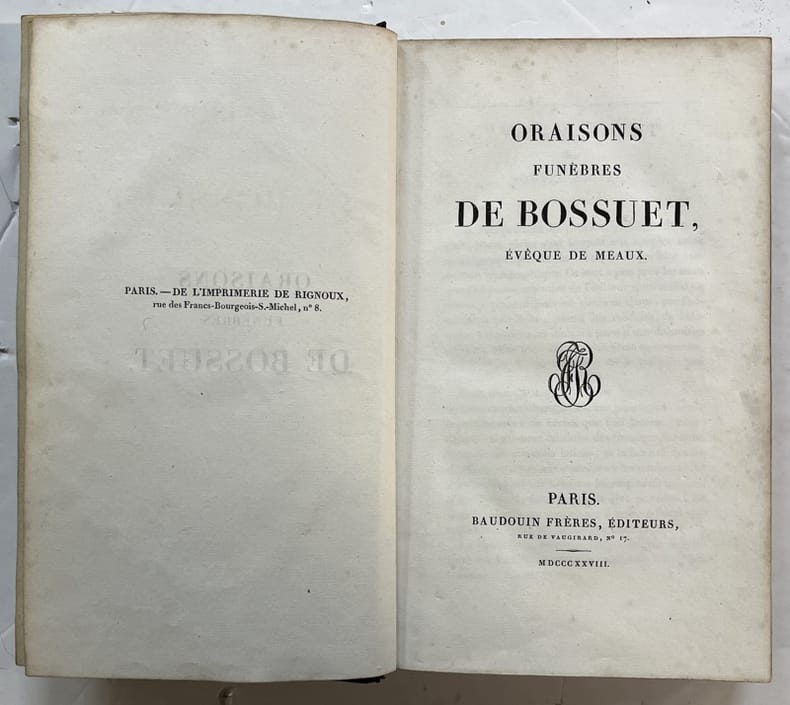 PARIS.—DE L'IMPRIMERIE DE RIGNOUX,
rue des Francs-Bourgeois-S.-Michel, n° 8.
ORAISONS
FUNÈBRES
DE BOSSUET,
ÉVÊQUE DE MEAUX.
PARIS.
BAUDOUIN FRÈRES, ÉDITEURS,
RUE DE VAUGIRARD, N° 17.
MDCCCXXVIII.